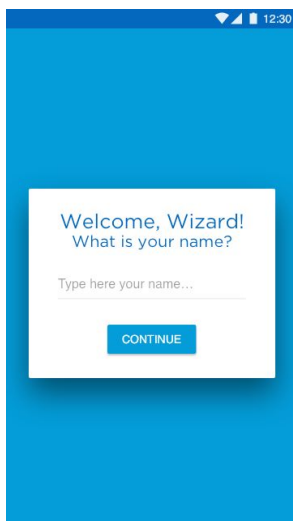 12:30
Welcome, Wizard!
What is your name?
Type here your name...
CONTINUE